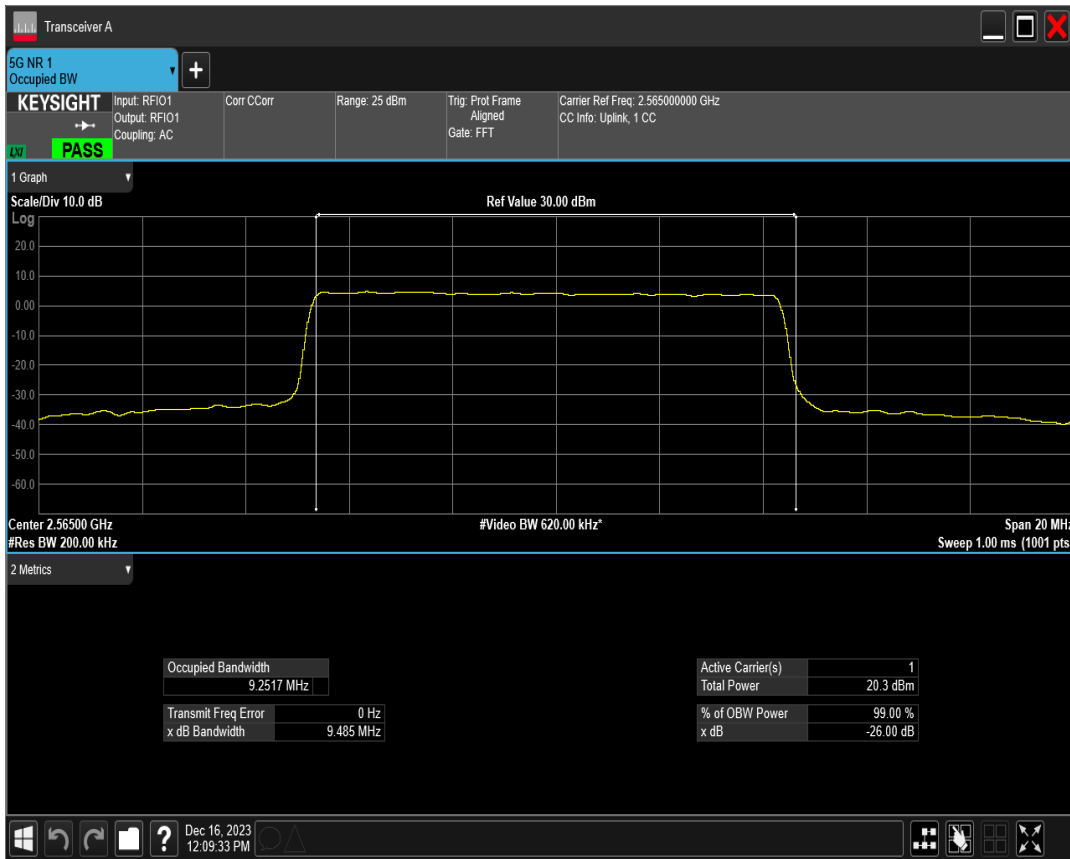 Transceiver A
5G NR 1
Occupied BW
+
KEYSIGHT
LXI
PASS
Input: RFIO1
Output: RFIO1
Coupling: AC
Corr CCorr
Range: 25 dBm
Trig: Prot Frame
Aligned
Gate: FFT
Carrier Ref Freq: 2.565000000 GHz
CC Info: Uplink, 1 CC
1 Graph
Scale/Div 10.0 dB
Ref Value 30.00 dBm
Log
20.0
10.0
0.00
-10.0
-20.0
-30.0
-40.0
-50.0
-60.0
Center 2.56500 GHz
#Video BW 620.00 kHz*
Span 20 MHz
#Res BW 200.00 kHz
Sweep 1.00 ms (1001 pts
2 Metrics
Occupied Bandwidth
9.2517 MHz
Transmit Freq Error 0 Hz
x dB Bandwidth 9.485 MHz
Active Carrier(s) 1
Total Power 20.3 dBm
% of OBW Power 99.00 %
x dB -26.00 dB
?
Dec 16, 2023
12:09:33 PM